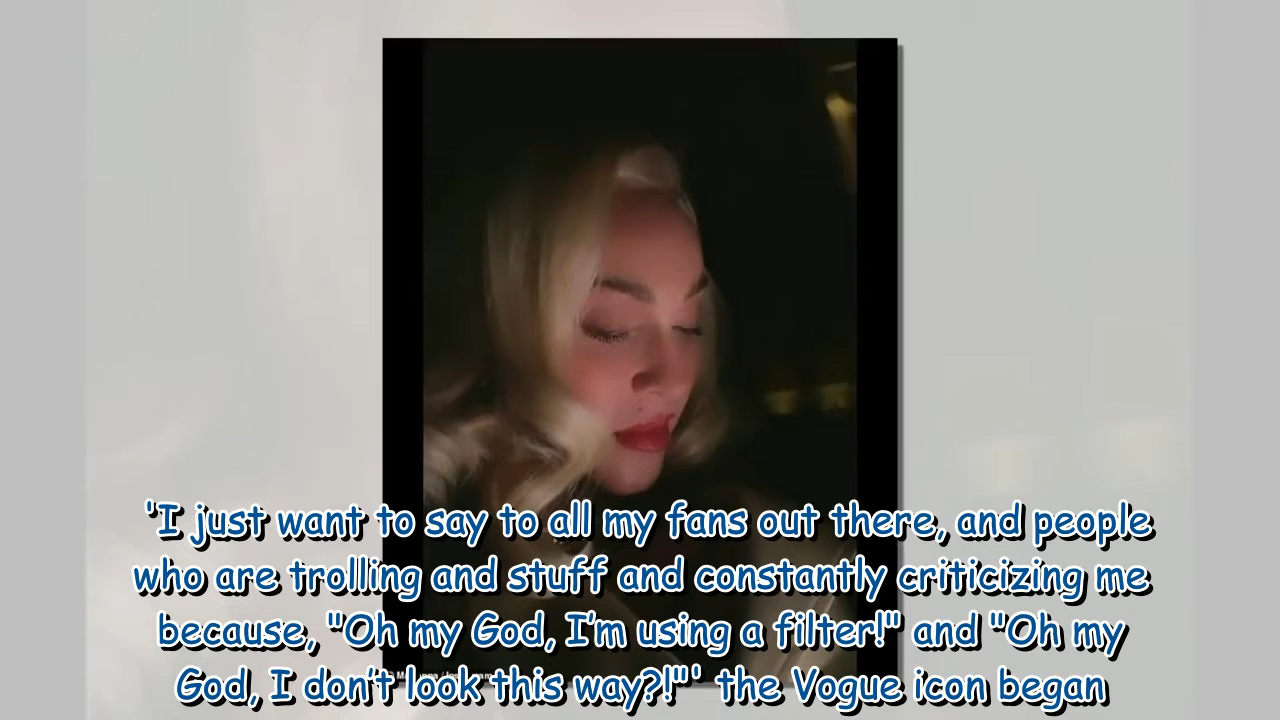 'I just want to say to all my fans out there, and people
who are trolling and stuff and constantly criticizing me
because, "Oh my God, I'm using a filter!" and "Oh my
God, I don't look this way?!"' the Vogue icon began